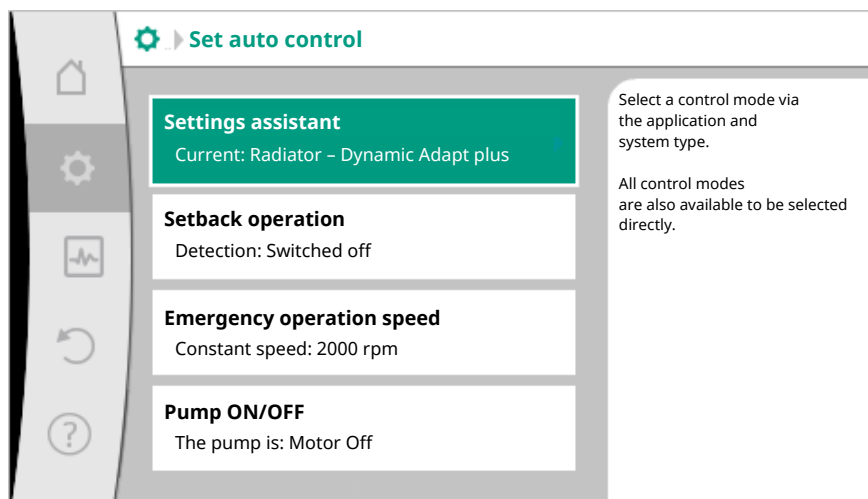 Set auto control
Settings assistant
Current: Radiator – Dynamic Adapt plus
Setback operation
Detection: Switched off
Emergency operation speed
Constant speed: 2000 rpm
Pump ON/OFF
The pump is: Motor Off
Select a control mode via
the application and
system type.
All control modes
are also available to be selected
directly.
?